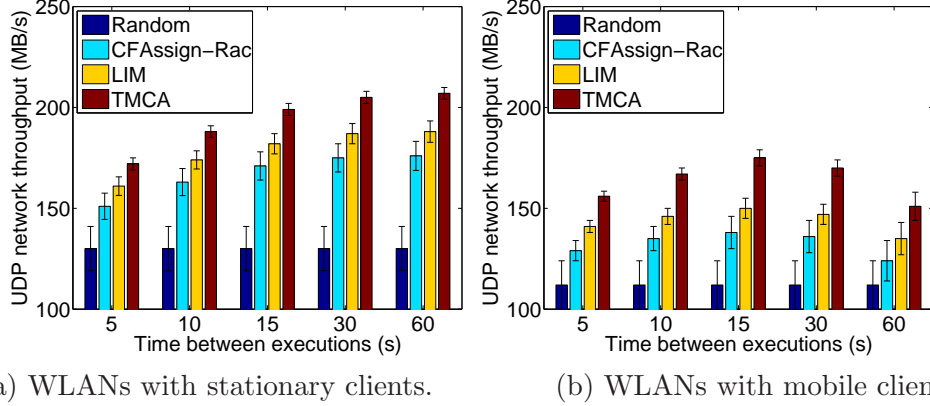 UDP network throughput (MB/s)
250
200
150
100
Random
CFAssign-Rac
LIM
TMCA
5 10 15 30 60
Time between executions (s)
a) WLANs with stationary clients.
UDP network throughput (MB/s)
250
200
150
100
Random
CFAssign-Rac
LIM
TMCA
5 10 15 30 60
Time between executions (s)
(b) WLANs with mobile clien